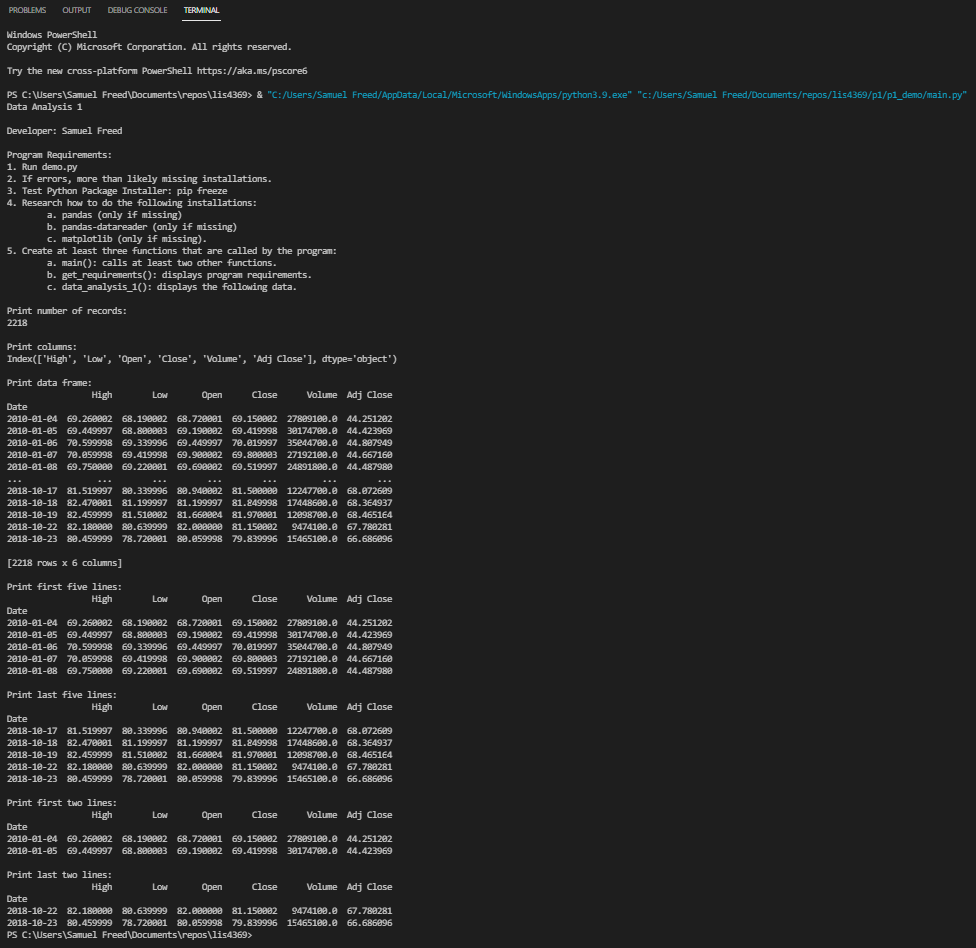 PROBLEMS OUTPUT DEBUG CONSOLE TERMINAL
Windows PowerShell
Copyright (C) Microsoft Corporation. All rights reserved.
Try the new cross-platform PowerShell https://aka.ms/pscore6
PS C:\Users\Samuel Freed\Documents\repos\lis4369> & "C:/Users/Samuel Freed/AppData/Local/Microsoft/WindowsApps/python3.9.exe" "c:/Users/Samuel Freed/Documents/repos/lis4369/p1/p1_demo/main.py"
Data Analysis 1
Developer: Samuel Freed
Program Requirements:
1. Run demo.py
2. If errors, more than likely missing installations.
3. Test Python Package Installer: pip freeze
4. Research how to do the following installations:
a. pandas (only if missing)
b. pandas-datareader (only if missing)
c. matplotlib (only if missing).
5. Create at least three functions that are called by the program:
a. main(): calls at least two other functions.
b. get_requirements(): displays program requirements.
c. data_analysis_1(): displays the following data.
Print number of records:
2218
Print columns:
Index(['High', 'Low', 'Open', 'Close', 'Volume', 'Adj Close'], dtype='object')
Print data frame:
High Low Open Close Volume Adj Close
Date
2010-01-04 69.260002 68.190002 68.720001 69.150002 27809100.0 44.251202
2010-01-05 69.449997 68.800003 69.190002 69.419998 30174700.0 44.423969
2010-01-06 70.599998 69.339996 69.449997 70.019997 35044700.0 44.807949
2010-01-07 70.059998 69.419998 69.900002 69.800003 27192100.0 44.667160
2010-01-08 69.750000 69.220001 69.690002 69.519997 24891800.0 44.487980
... ... ... ... ... ... ...
2018-10-17 81.519997 80.339996 80.940002 81.500000 12247700.0 68.072609
2018-10-18 82.470001 81.199997 81.199997 81.849998 17448600.0 68.364937
2018-10-19 82.459999 81.510002 81.660004 81.970001 12098700.0 68.465164
2018-10-22 82.180000 80.639999 82.000000 81.150002 9474100.0 67.780281
2018-10-23 80.459999 78.720001 80.059998 79.839996 15465100.0 66.686096
[2218 rows x 6 columns]
Print first five lines:
High Low Open Close Volume Adj Close
Date
2010-01-04 69.260002 68.190002 68.720001 69.150002 27809100.0 44.251202
2010-01-05 69.449997 68.800003 69.190002 69.419998 30174700.0 44.423969
2010-01-06 70.599998 69.339996 69.449997 70.019997 35044700.0 44.807949
2010-01-07 70.059998 69.419998 69.900002 69.800003 27192100.0 44.667160
2010-01-08 69.750000 69.220001 69.690002 69.519997 24891800.0 44.487980
Print last five lines:
High Low Open Close Volume Adj Close
Date
2018-10-17 81.519997 80.339996 80.940002 81.500000 12247700.0 68.072609
2018-10-18 82.470001 81.199997 81.199997 81.849998 17448600.0 68.364937
2018-10-19 82.459999 81.510002 81.660004 81.970001 12098700.0 68.465164
2018-10-22 82.180000 80.639999 82.000000 81.150002 9474100.0 67.780281
2018-10-23 80.459999 78.720001 80.059998 79.839996 15465100.0 66.686096
Print first two lines:
High Low Open Close Volume Adj Close
Date
2010-01-04 69.260002 68.190002 68.720001 69.150002 27809100.0 44.251202
2010-01-05 69.449997 68.800003 69.190002 69.419998 30174700.0 44.423969
Print last two lines:
High Low Open Close Volume Adj Close
Date
2018-10-22 82.180000 80.639999 82.000000 81.150002 9474100.0 67.780281
2018-10-23 80.459999 78.720001 80.059998 79.839996 15465100.0 66.686096
PS C:\Users\Samuel Freed\Documents\repos\lis4369>